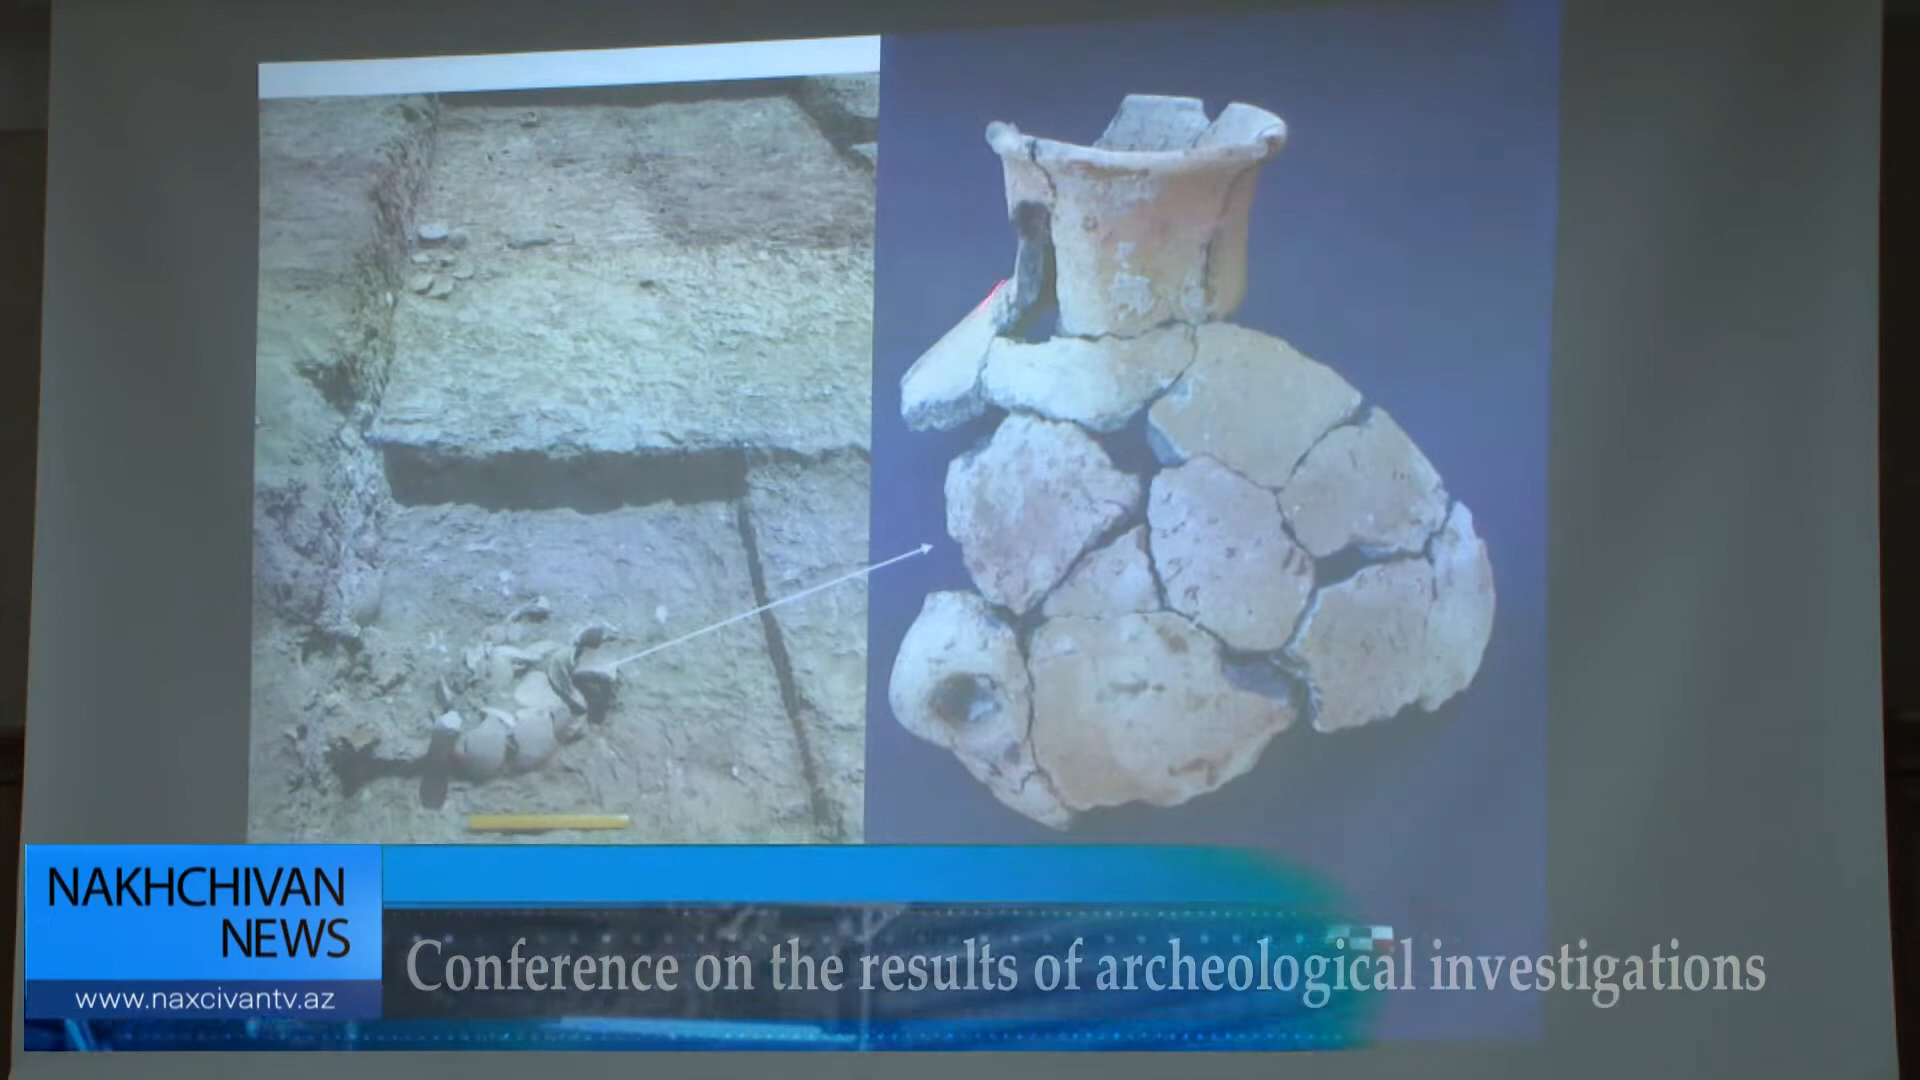 NAKHCHIVAN
NEWS
www.naxcivantv.az
Conference on the results of archeological investigations